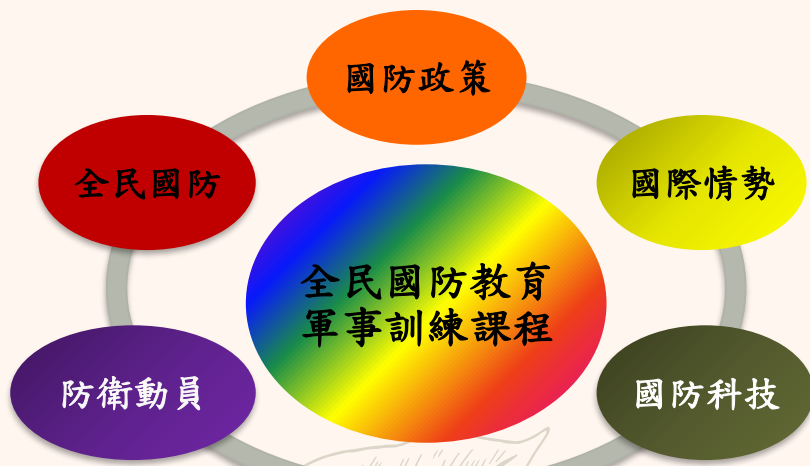 國防政策
全民國防
國際情勢
全民國防教育
軍事訓練課程
防衛動員
國防科技